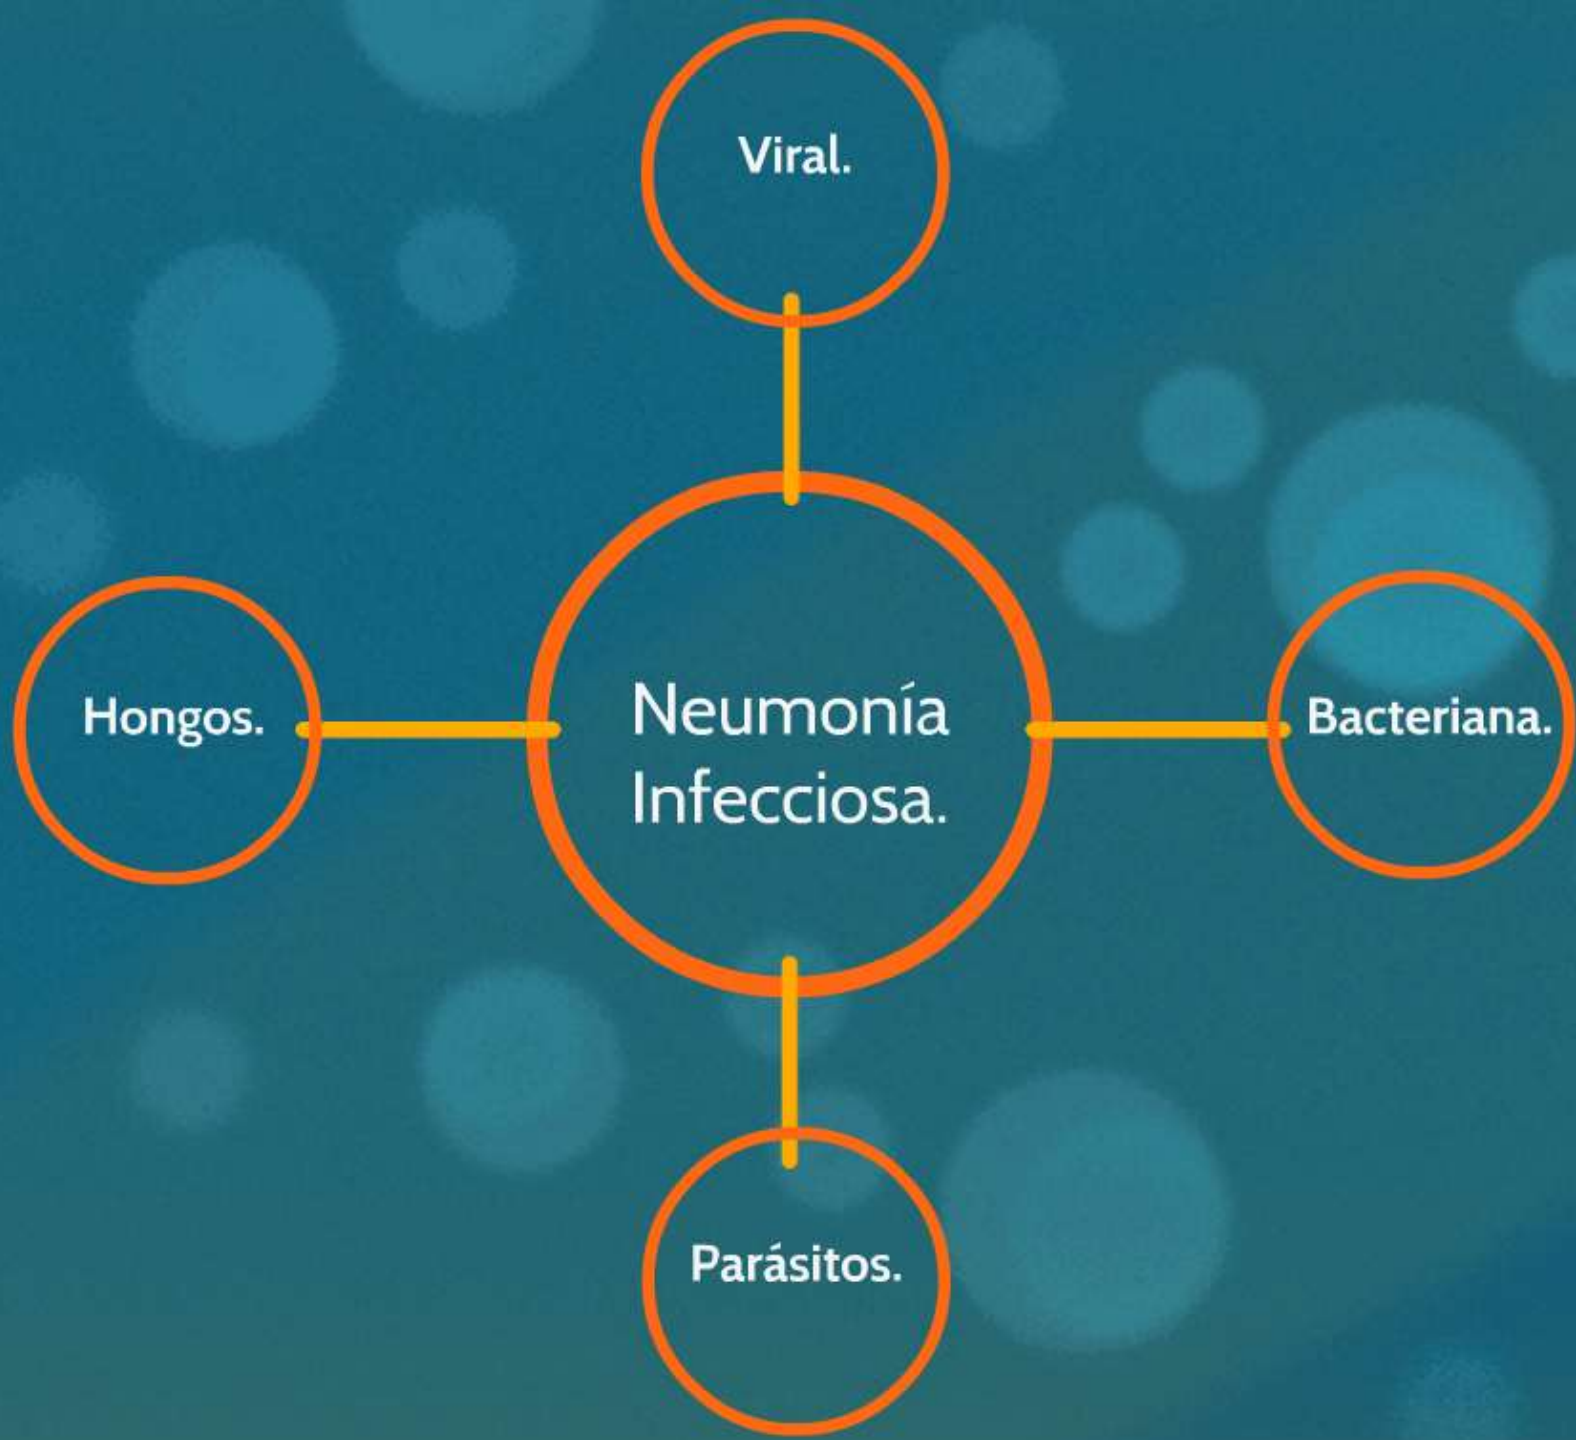 Viral.
Hongos.
Neumonía
Infecciosa.
Bacteriana.
Parásitos.